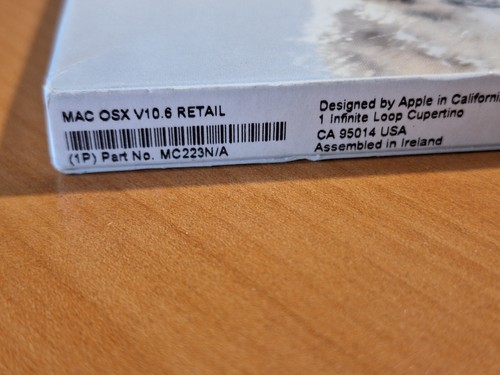 MAC OSX V10.6 RETAIL
(1P) Part No. MC223N/A
Designed by Apple in California
1 Infinite Loop Cupertino
CA 95014 USA
Assembled in Ireland